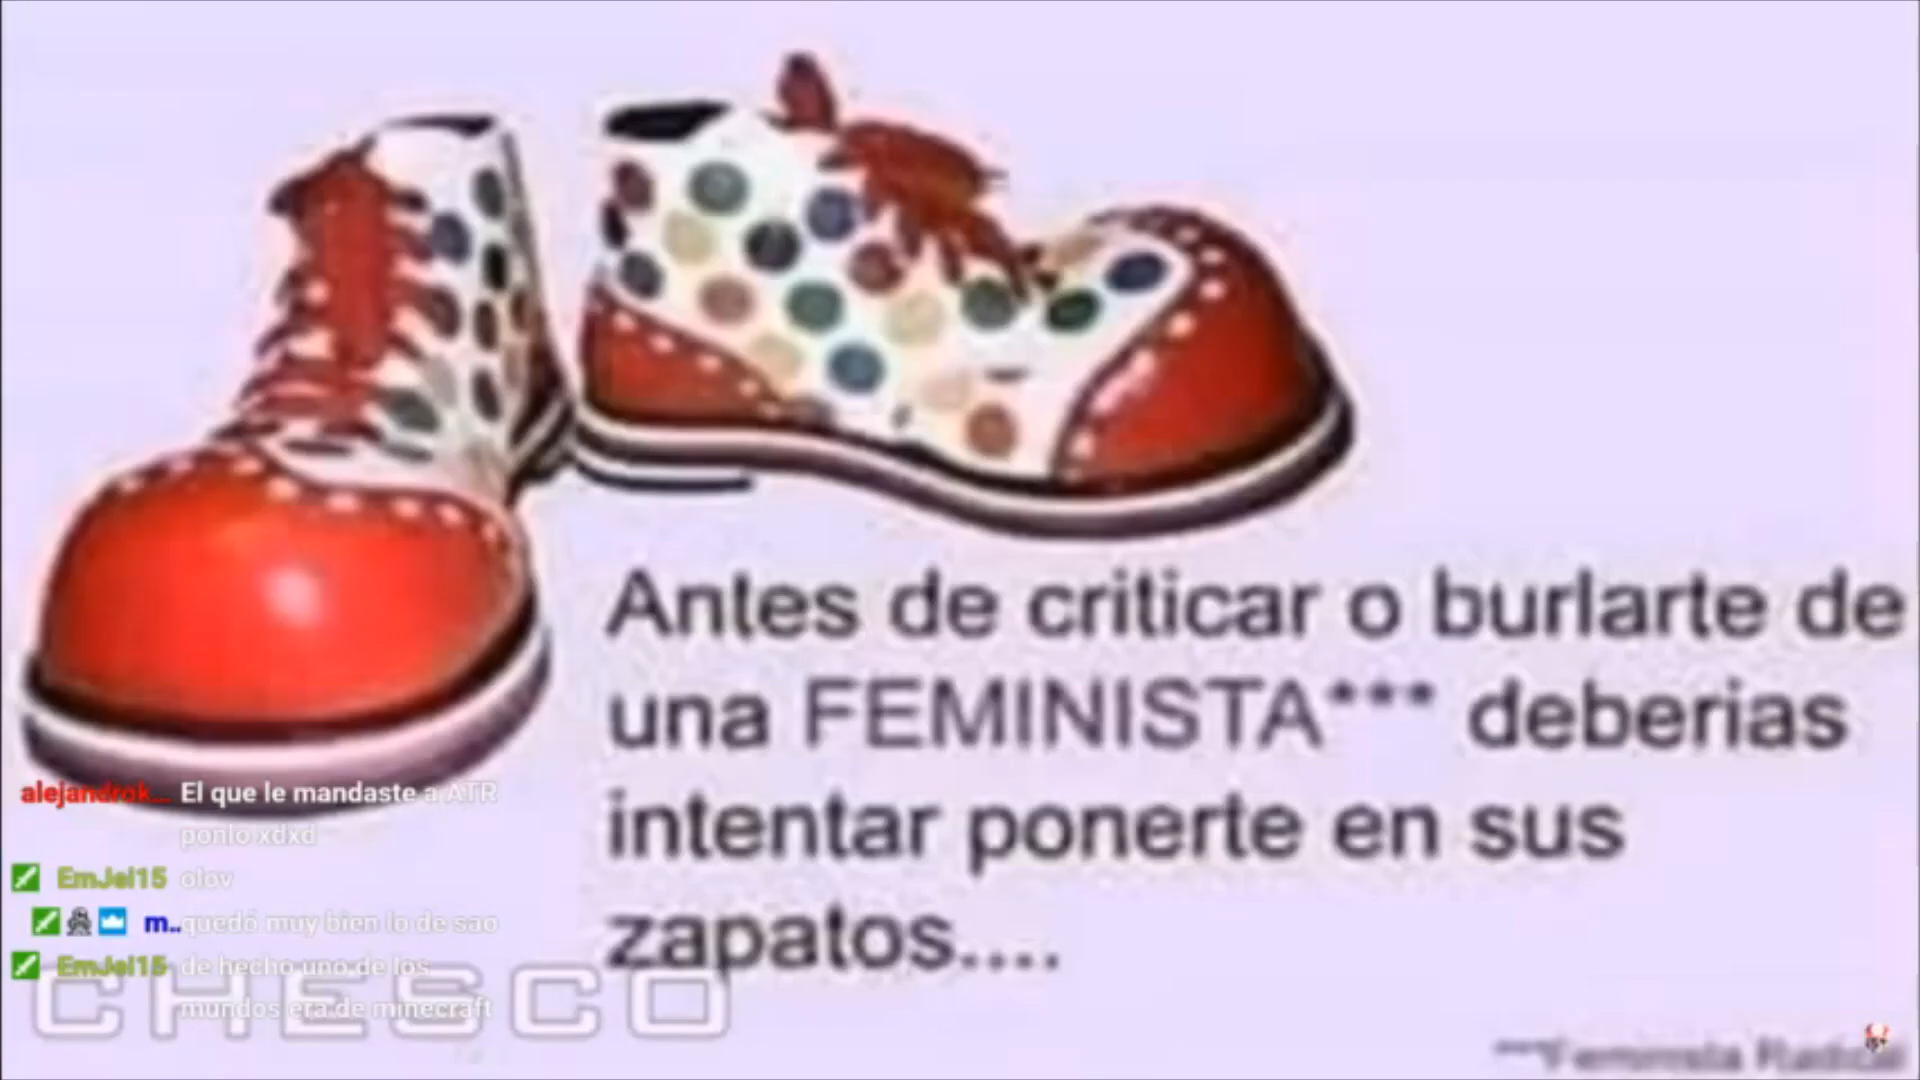 Antes de criticar o burlarte de
una FEMINISTA*** deberias
intentar ponerte en sus
zapatos....
alejandrok... El que le mandaste a ATR
ponlo xdxd
EmJel15 olov
m.. quedó muy bien lo de sao
EmJel15 de hecho uno de los
mundos era de minecraft
CHESCO
***Feminista Radical